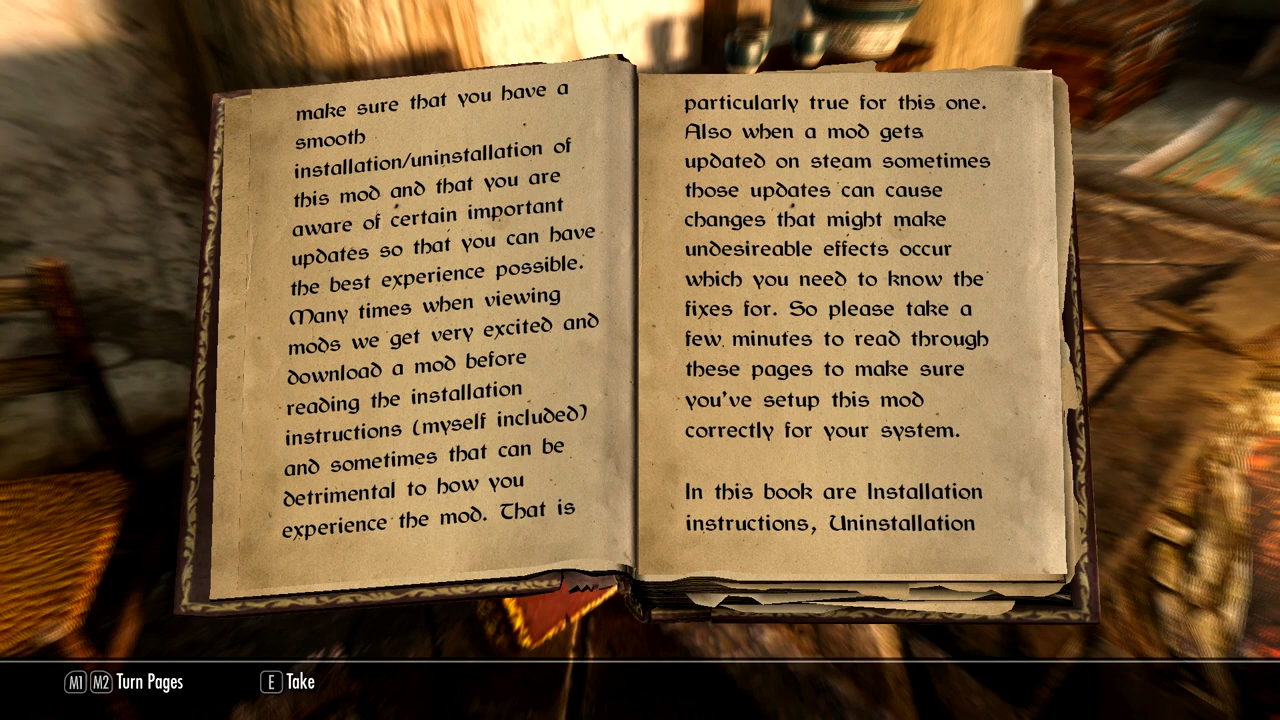 make sure that you have a
smooth
installation/uninstallation of
this mod and that you are
aware of certain important
updates so that you can have
the best experience possible.
Many times when viewing
mods we get very excited and
download a mod before
reading the installation
instructions (myself included)
and sometimes that can be
detrimental to how you
experience the mod. That is
particularly true for this one.
Also when a mod gets
updated on steam sometimes
those updates can cause
changes that might make
undesireable effects occur
which you need to know the
fixes for. So please take a
few minutes to read through
these pages to make sure
you've setup this mod
correctly for your system.
In this book are Installation
instructions, Uninstallation
M1 M2 Turn Pages
E Take